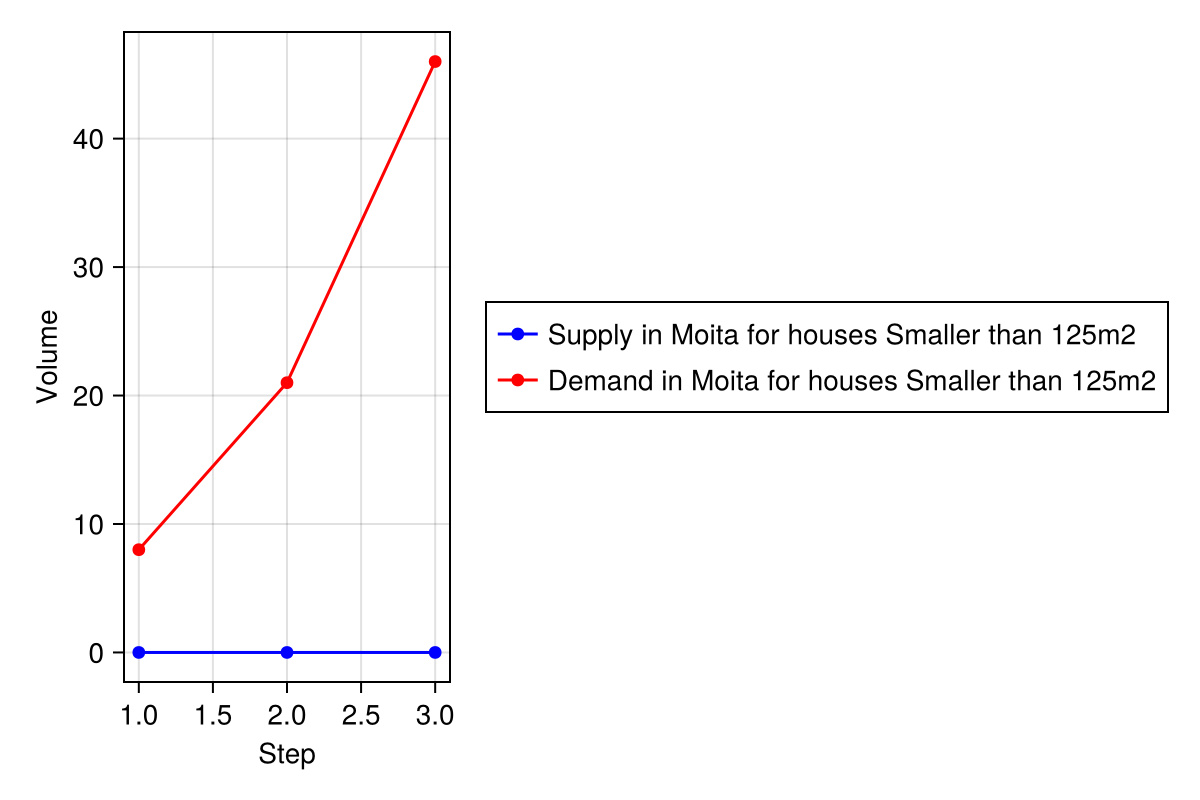 Volume
40
30
20
10
0
1.0 1.5 2.0 2.5 3.0
Step
Supply in Moita for houses Smaller than 125m2
Demand in Moita for houses Smaller than 125m2